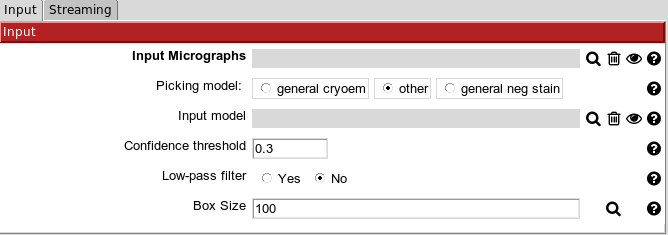 Input Streaming
Input
Input Micrographs
Picking model: general cryoem other general neg stain
Input model
Confidence threshold 0.3
Low-pass filter Yes No
Box Size 100